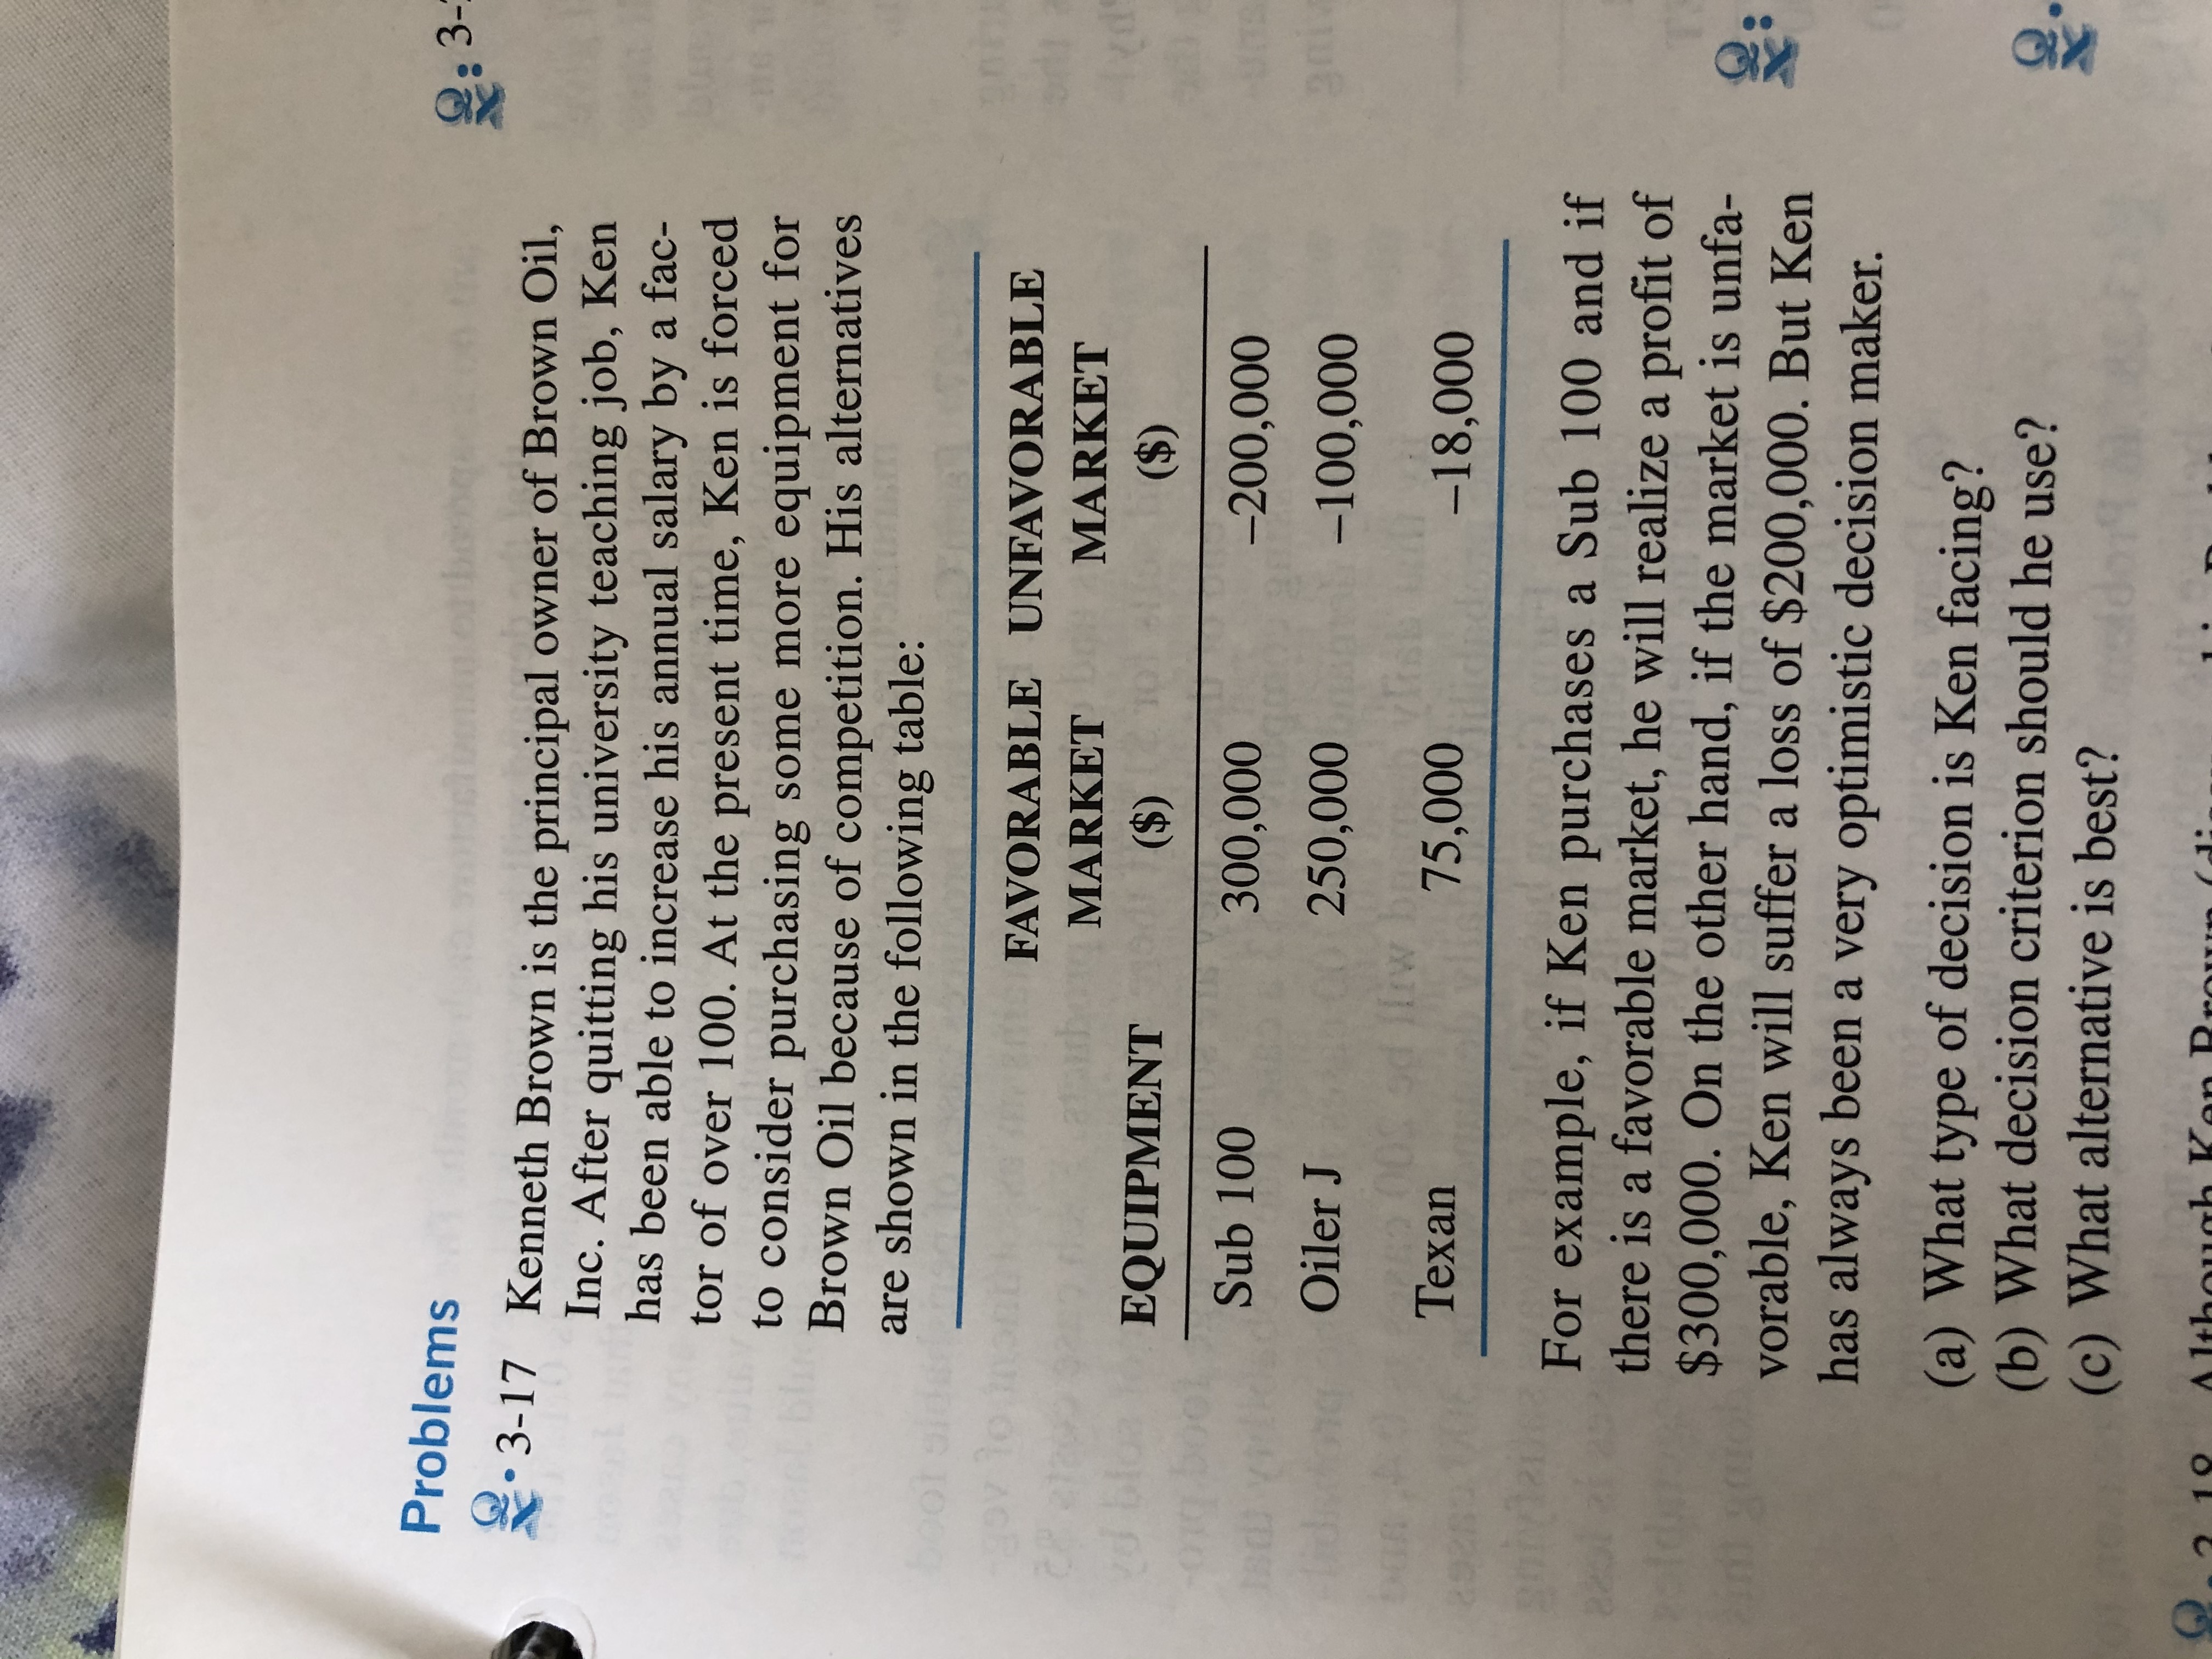 Problems
3-17 Kenneth Brown is the principal owner of Brown Oil,
Inc. After quitting his university teaching job, Ken
has been able to increase his annual salary by a fac-
tor of over 100. At the present time, Ken is forced
to consider purchasing some more equipment for
Brown Oil because of competition. His alternatives
are shown in the following table:
FAVORABLE UNFAVORABLE
MARKET MARKET
EQUIPMENT ($) ($)
Sub 100 300,000 –200,000
Oiler J 250,000 –100,000
Texan 75,000 –18,000
For example, if Ken purchases a Sub 100 and if
there is a favorable market, he will realize a profit of
$300,000. On the other hand, if the market is unfa-
vorable, Ken will suffer a loss of $200,000. But Ken
has always been a very optimistic decision maker.
(a) What type of decision is Ken facing?
(b) What decision criterion should he use?
(c) What alternative is best?
3-18 Although Ken Brown